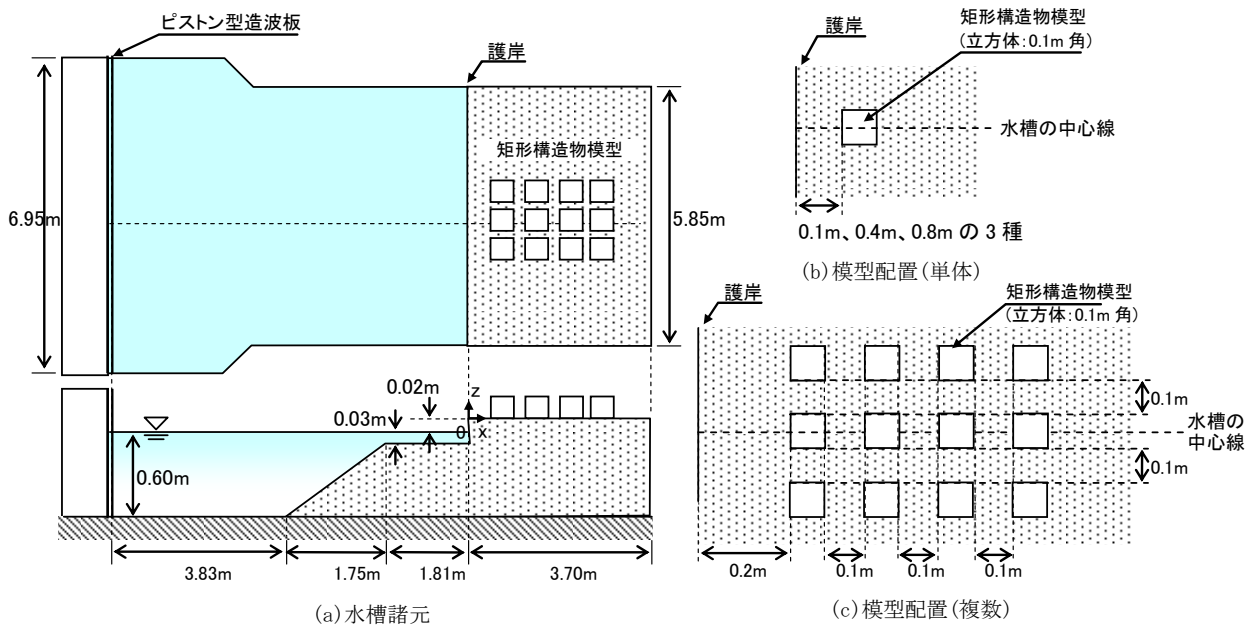 ピストン型造波板
護岸
6.95m
矩形構造物模型
5.85m
0.02m
0.03m
z
0
x
0.60m
3.83m
1.75m
1.81m
3.70m
(a)水槽諸元
護岸
矩形構造物模型
(立方体:0.1m 角)
水槽の中心線
0.1m、0.4m、0.8m の 3 種
(b)模型配置(単体)
護岸
矩形構造物模型
(立方体:0.1m 角)
0.1m
水槽の
中心線
0.1m
0.2m
0.1m
0.1m
0.1m
(c)模型配置(複数)